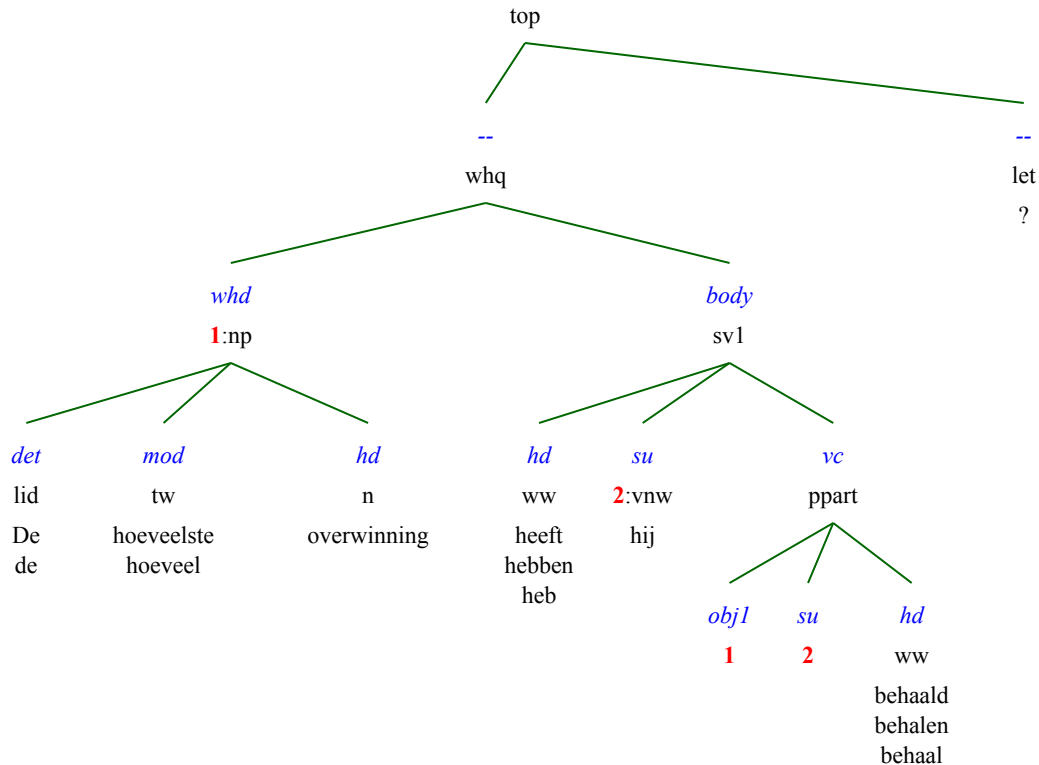 top
-- --
whq let
?
whd body
1:np sv1
det mod hd hd su vc
lid tw n ww 2:vnw ppart
De hoeveelste overwinning heeft hij
de hoeveel hebben
heb
obj1 su hd
1 2 ww
behaald
behalen
behaal